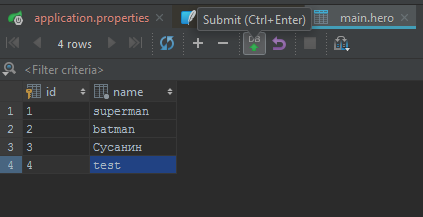 application.properties
Submit (Ctrl+Enter)
main.hero
4 rows
<Filter criteria>
id name
1 1 superman
2 2 batman
3 3 Сусанин
4 4 test